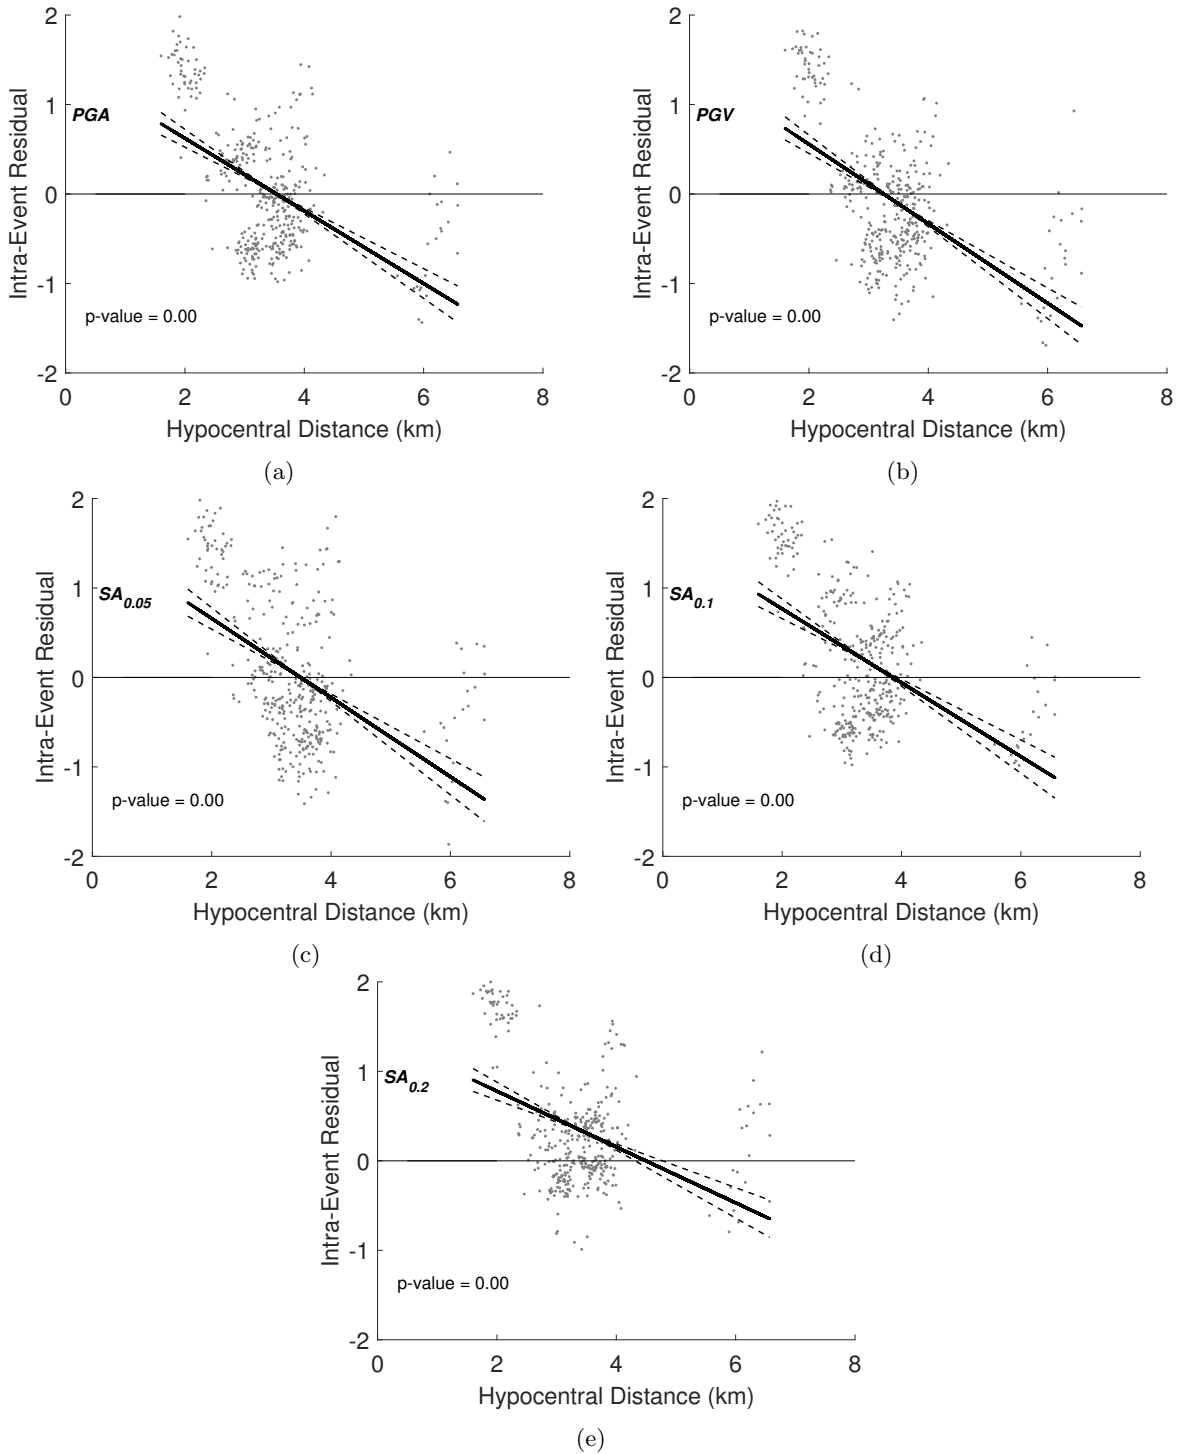 2
1
0
-1
-2
0 2 4 6 8
Intra-Event Residual
PGA
p-value = 0.00
Hypocentral Distance (km)
(a)
2
1
0
-1
-2
0 2 4 6 8
Intra-Event Residual
PGV
p-value = 0.00
Hypocentral Distance (km)
(b)
2
1
0
-1
-2
0 2 4 6 8
Intra-Event Residual
SA0.05
p-value = 0.00
Hypocentral Distance (km)
(c)
2
1
0
-1
-2
0 2 4 6 8
Intra-Event Residual
SA0.1
p-value = 0.00
Hypocentral Distance (km)
(d)
2
1
0
-1
-2
0 2 4 6 8
Intra-Event Residual
SA0.2
p-value = 0.00
Hypocentral Distance (km)
(e)